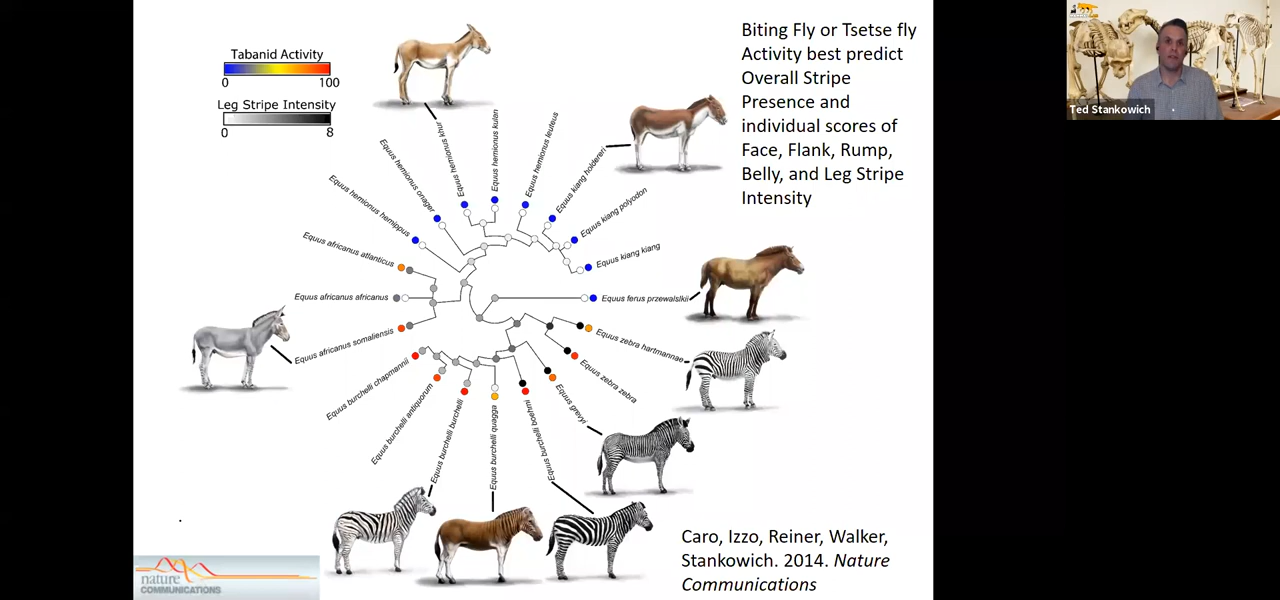 Tabanid Activity
0 100
Leg Stripe Intensity
0 8
Biting Fly or Tsetse fly
Activity best predict
Overall Stripe
Presence and
individual scores of
Face, Flank, Rump,
Belly, and Leg Stripe
Intensity
Ted Stankowich
Equus hemionus khur
Equus hemionus kulan
Equus hemionus luteus
Equus kiang holdereri
Equus kiang polyodon
Equus kiang kiang
Equus ferus przewalslkii
Equus zebra hartmannae
Equus zebra zebra
Equus grevyi
Equus burchelli boehmi
Equus burchelli quagga
Equus burchelli burchelli
Equus burchelli antiquorum
Equus burchelli chapmannii
Equus africanus somaliensis
Equus africanus africanus
Equus africanus atlanticus
Equus hemionus hemippus
Equus hemionus onager
Caro, Izzo, Reiner, Walker,
Stankowich. 2014. Nature
Communications
nature
COMMUNICATIONS